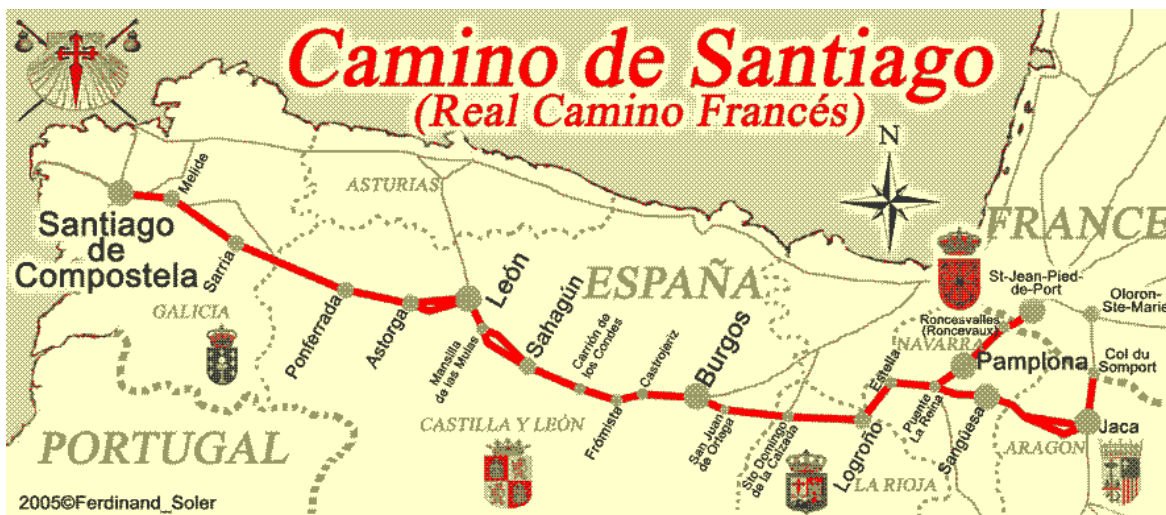 Camino de Santiago
(Real Camino Francés)
N
ASTURIAS
FRANCE
Melide
Santiago
de
Compostela
Sarria
GALICIA
Ponferrada
Astorga
León
Mansilla
de las Mulas
Sahagún
ESPAÑA
Carrión de
los Condes
Castrojeriz
Frómista
Burgos
San Juan
de Ortega
Sto Domingo
de la Calzada
Logroño
Estella
Puente
La Reina
Roncesvalles
(Roncevaux)
NAVARRA
Pamplona
St-Jean-Pied-
de-Port
Oloron-
Ste-Marie
Col du
Somport
Sangüesa
Jaca
ARAGON
LA RIOJA
CASTILLA Y LEÓN
PORTUGAL
2005©Ferdinand_Soler